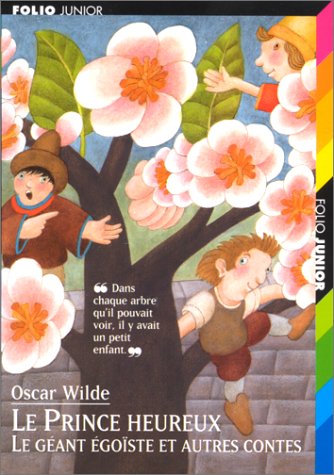 FOLIO JUNIOR
FOLIO JUNIOR
❝ Dans
chaque arbre
qu'il pouvait
voir, il y avait
un petit
enfant.❞
Oscar Wilde
LE PRINCE HEUREUX
LE GÉANT ÉGOÏSTE ET AUTRES CONTES